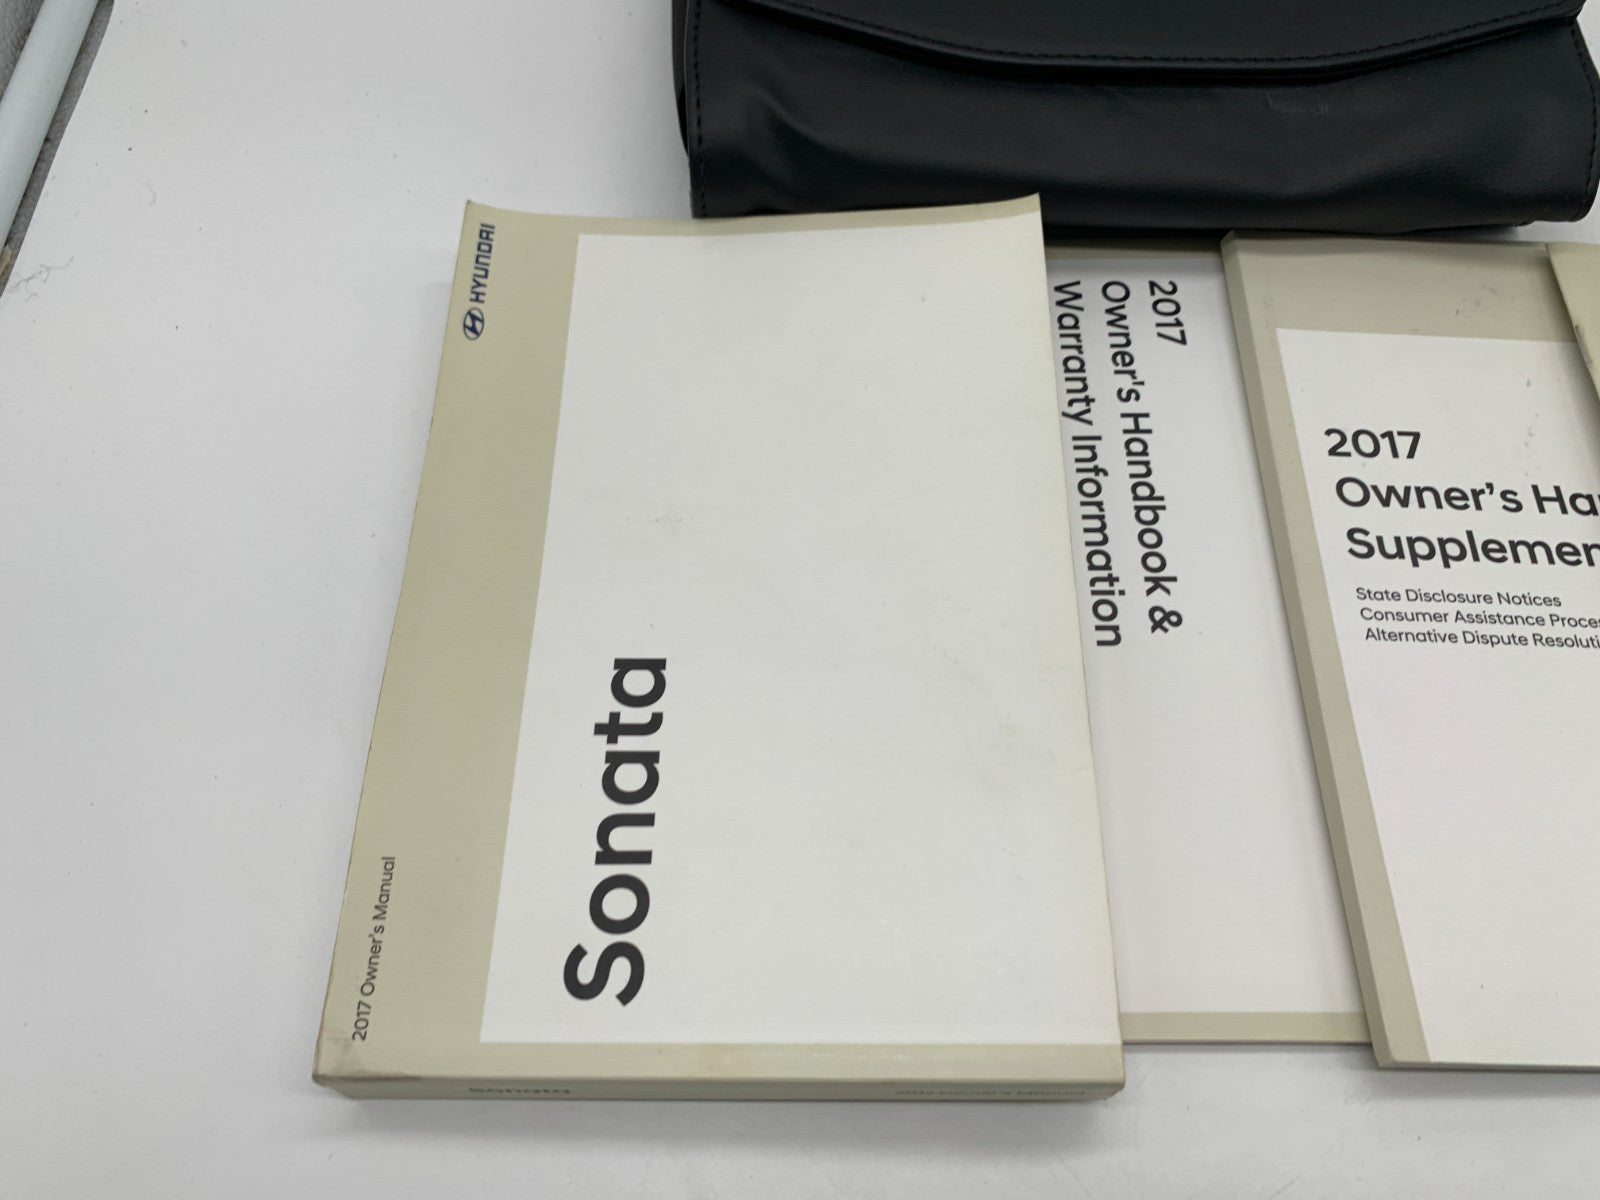 HYUNDAI
2017 Owner's Manual
Sonata
Sonata
2017
Owner's Handbook &
Warranty Information
2017
Owner's Ha
Supplemen
State Disclosure Notices
Consumer Assistance Proces
Alternative Dispute Resoluti